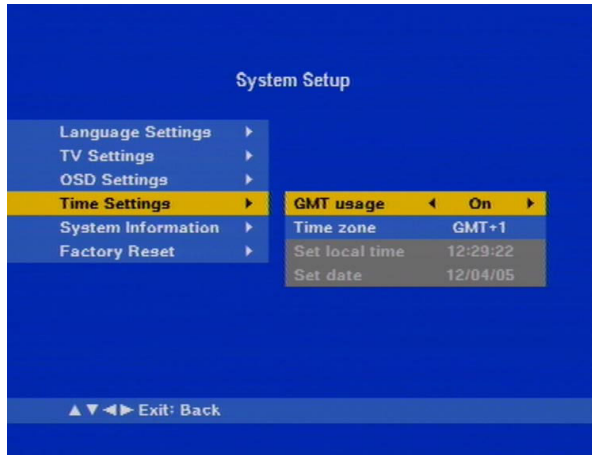 System Setup
Language Settings
TV Settings
OSD Settings
Time Settings
System Information
Factory Reset
GMT usage On
Time zone GMT+1
Set local time 12:29:22
Set date 12/04/05
▲▼◄► Exit: Back